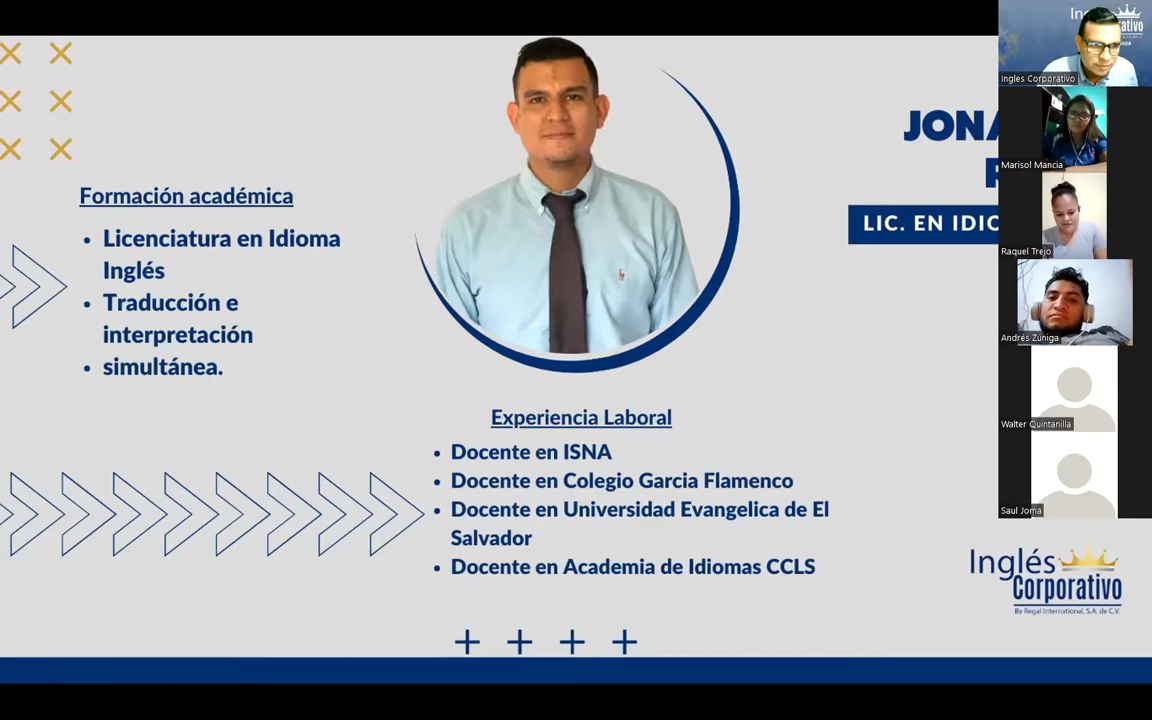 JONA
LIC. EN IDIO
Formación académica
• Licenciatura en Idioma
Inglés
• Traducción e
interpretación
• simultánea.
Experiencia Laboral
• Docente en ISNA
• Docente en Colegio Garcia Flamenco
• Docente en Universidad Evangelica de El
Salvador
• Docente en Academia de Idiomas CCLS
Inglés
Corporativo
By Regal International, S.A. de C.V.
Ingles Corporativo
Marisol Mancia
Raquel Trejo
Andrés Zúniga
Walter Quintanilla
Saul Joma